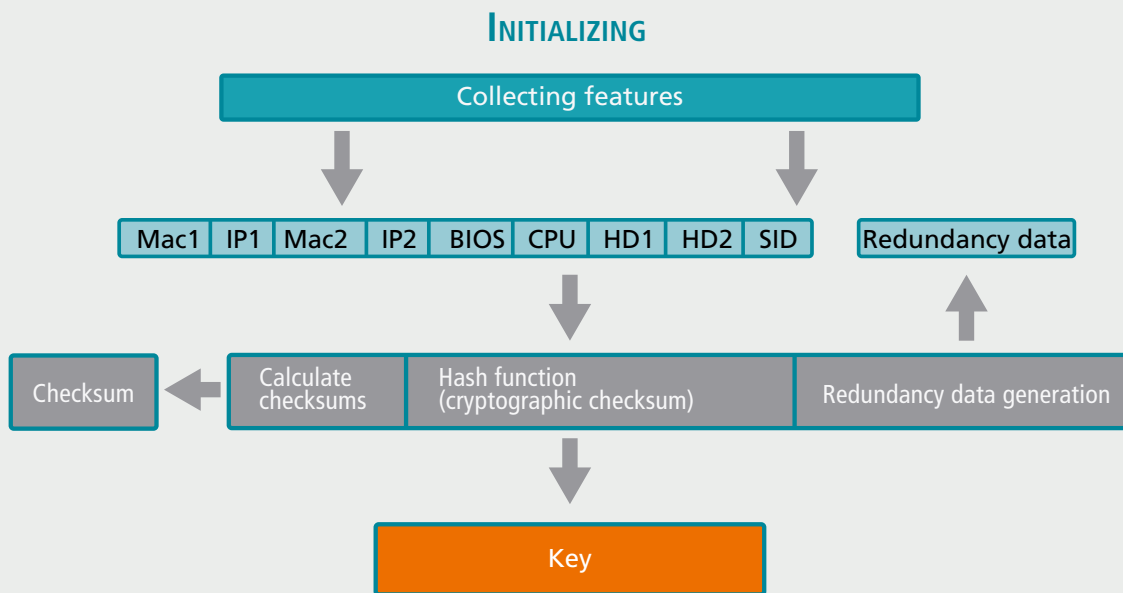 INITIALIZING
Collecting features
Mac1 IP1 Mac2 IP2 BIOS CPU HD1 HD2 SID Redundancy data
Checksum
Calculate
checksums
Hash function
(cryptographic checksum)
Redundancy data generation
Key